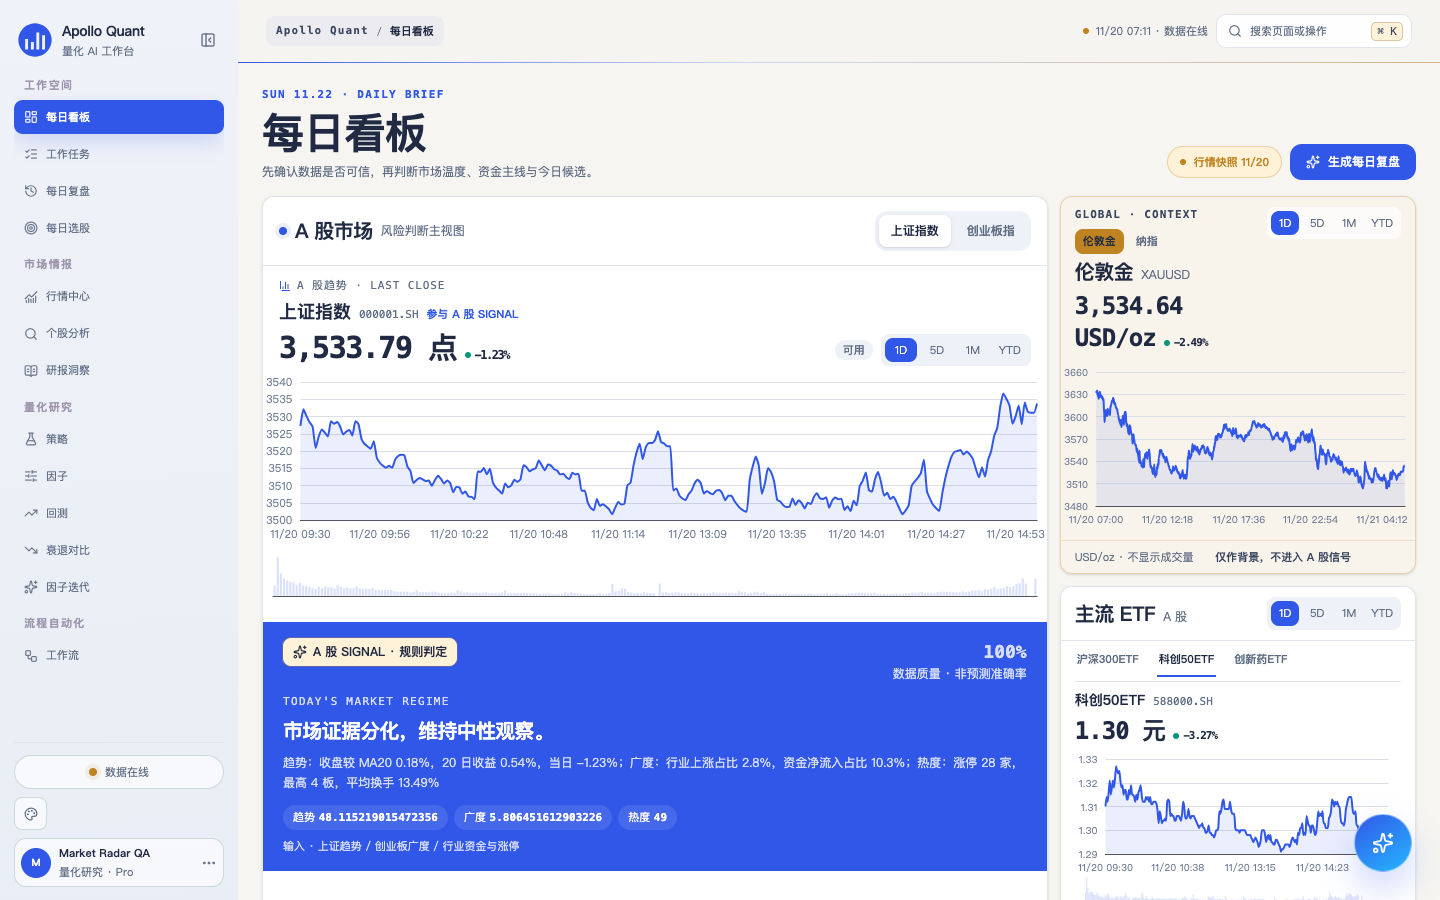 Apollo Quant
量化 AI 工作台
工作空间
每日看板
工作任务
每日复盘
每日选股
市场情报
行情中心
个股分析
研报洞察
量化研究
策略
因子
回测
衰退对比
因子迭代
流程自动化
工作流
数据在线
M
Market Radar QA
量化研究 · Pro
Apollo Quant / 每日看板
11/20 07:11 · 数据在线
搜索页面或操作
⌘ K
SUN 11.22 · DAILY BRIEF
每日看板
先确认数据是否可信，再判断市场温度、资金主线与今日候选。
行情快照 11/20
生成每日复盘
A 股市场 风险判断主视图
上证指数 创业板指
A 股趋势 · LAST CLOSE
上证指数 000001.SH 参与 A 股 SIGNAL
3,533.79 点 −1.23%
可用 1D 5D 1M YTD
3540
3535
3530
3525
3520
3515
3510
3505
3500
11/20 09:30 11/20 09:56 11/20 10:22 11/20 10:48 11/20 11:14 11/20 13:09 11/20 13:35 11/20 14:01 11/20 14:27 11/20 14:53
A 股 SIGNAL · 规则判定
100%
数据质量 · 非预测准确率
TODAY'S MARKET REGIME
市场证据分化，维持中性观察。
趋势：收盘较 MA20 0.18%，20 日收益 0.54%，当日 −1.23%；广度：行业上涨占比 2.8%，资金净流入占比 10.3%；热度：涨停 28 家，
最高 4 板，平均换手 13.49%
趋势 48.115219015472356 广度 5.806451612903226 热度 49
输入 · 上证趋势 / 创业板广度 / 行业资金与涨停
GLOBAL · CONTEXT
1D 5D 1M YTD
伦敦金 纳指
伦敦金 XAUUSD
3,534.64
USD/oz −2.49%
3660
3630
3600
3570
3540
3510
3480
11/20 07:00 11/20 12:18 11/20 17:36 11/20 22:54 11/21 04:12
USD/oz · 不显示成交量 仅作背景，不进入 A 股信号
主流 ETF A 股
1D 5D 1M YTD
沪深300ETF 科创50ETF 创新药ETF
科创50ETF 588000.SH
1.30 元 −3.27%
1.33
1.32
1.31
1.30
1.29
11/20 09:30 11/20 10:38 11/20 13:15 11/20 14:23